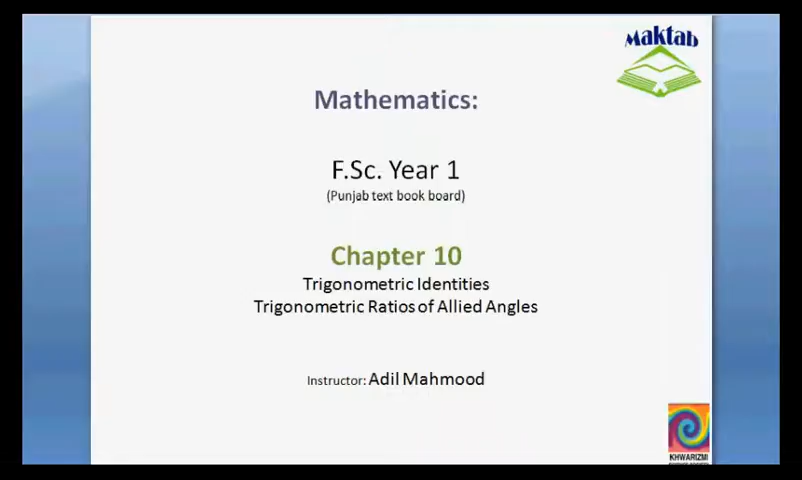 Maktab
Mathematics:
F.Sc. Year 1
(Punjab text book board)
Chapter 10
Trigonometric Identities
Trigonometric Ratios of Allied Angles
Instructor: Adil Mahmood
KHWARIZMI